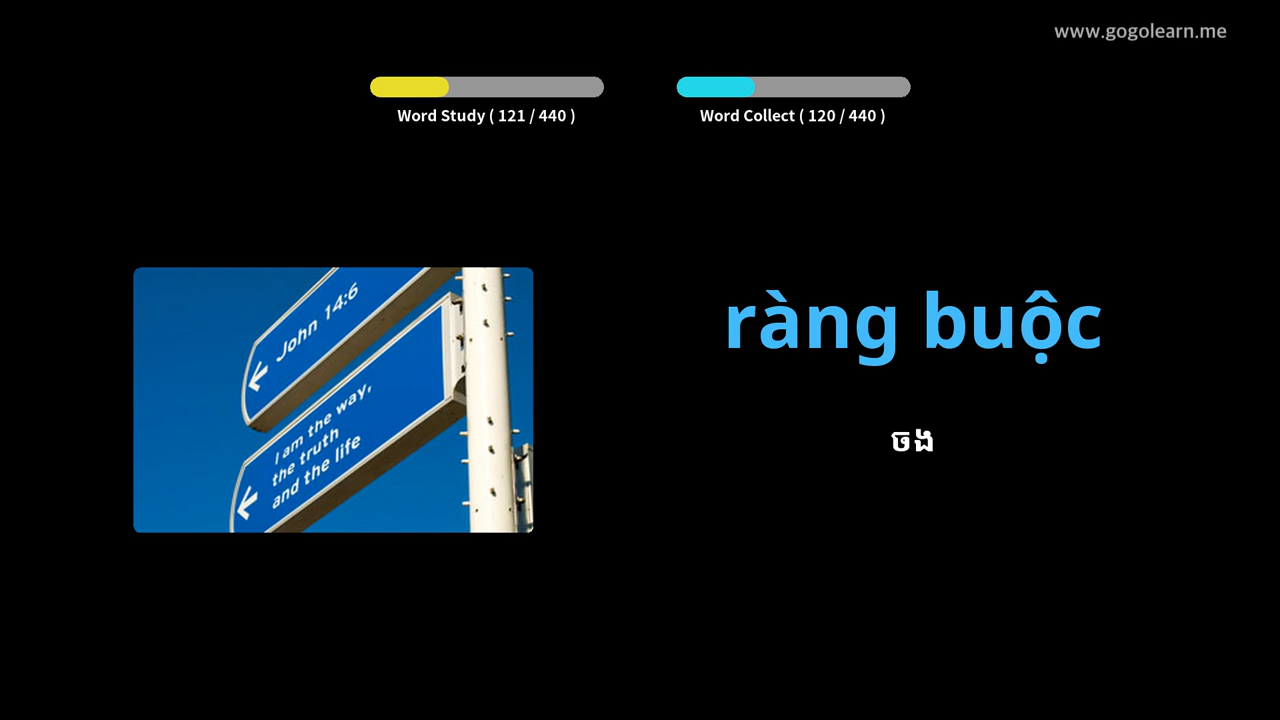 www.gogolearn.me
Word Study ( 121 / 440 )
Word Collect ( 120 / 440 )
John 14:6
I am the way,
the truth
and the life
ràng buộc
ចង